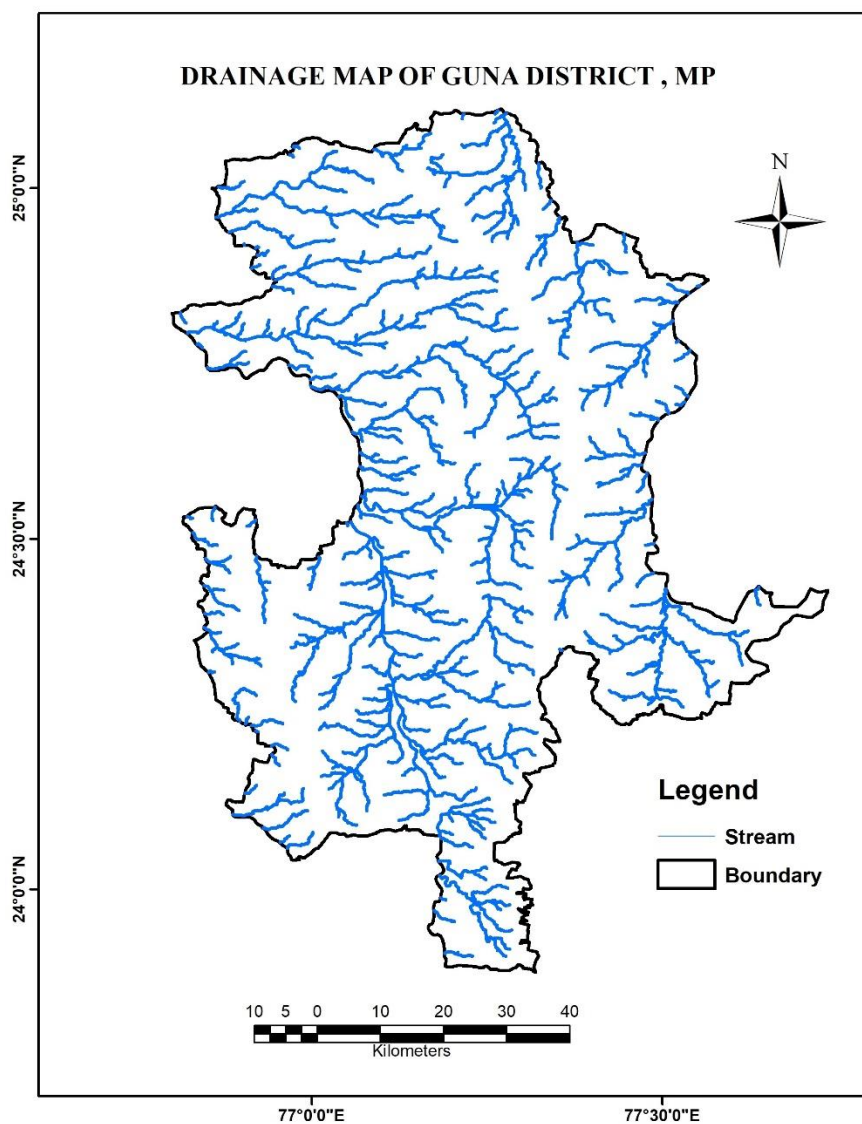 DRAINAGE MAP OF GUNA DISTRICT , MP
N
25°0'0"N
24°30'0"N
24°0'0"N
Legend
Stream
Boundary
10 5 0 10 20 30 40
Kilometers
77°0'0"E 77°30'0"E